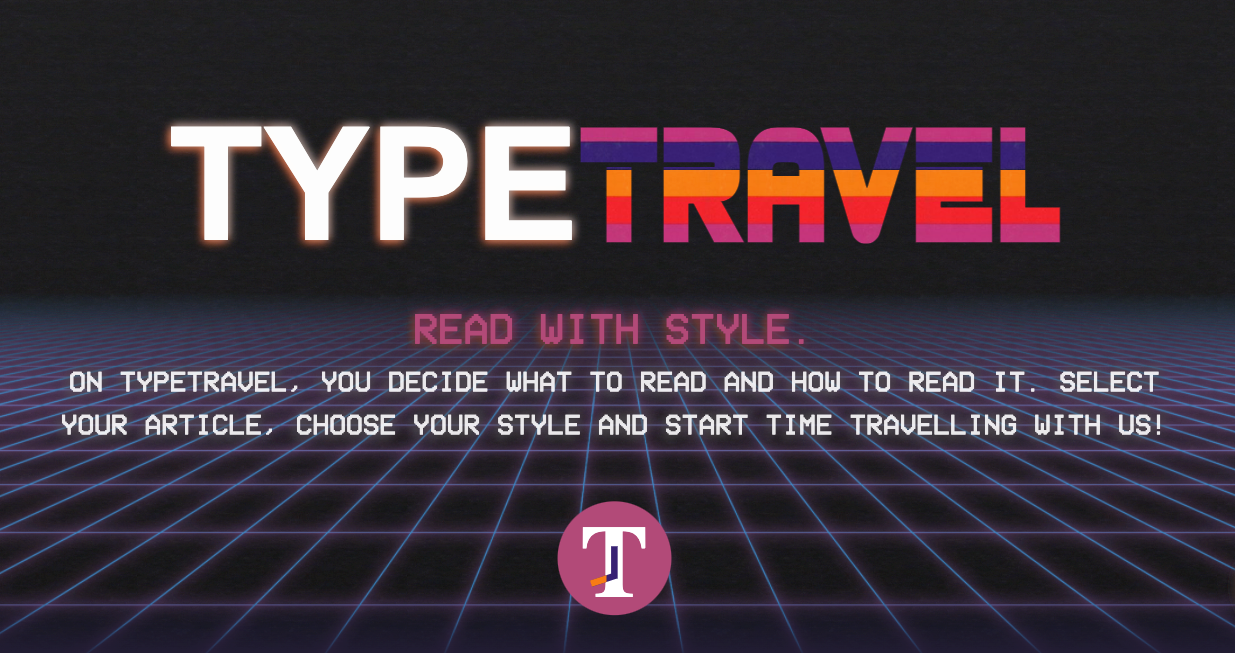 TYPETRAVEL
READ WITH STYLE.
ON TYPETRAVEL, YOU DECIDE WHAT TO READ AND HOW TO READ IT. SELECT
YOUR ARTICLE, CHOOSE YOUR STYLE AND START TIME TRAVELLING WITH US!
T